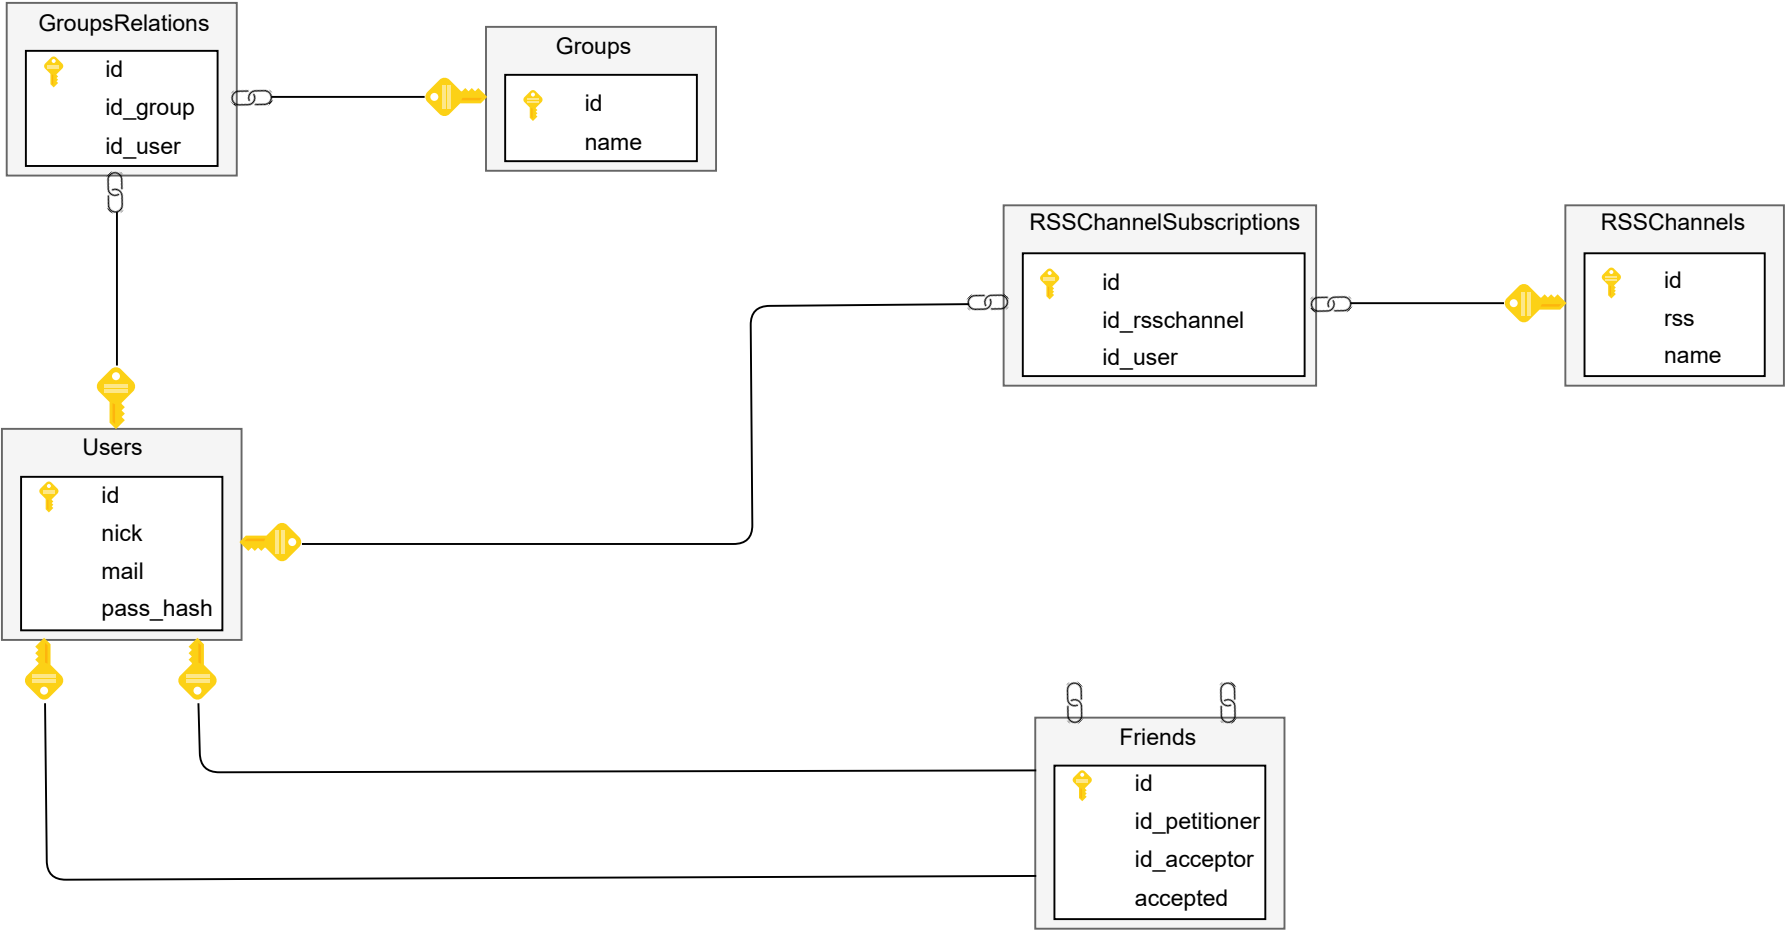 GroupsRelations
id
id_group
id_user
Groups
id
name
RSSChannelSubscriptions
id
id_rsschannel
id_user
RSSChannels
id
rss
name
Users
id
nick
mail
pass_hash
Friends
id
id_petitioner
id_acceptor
accepted